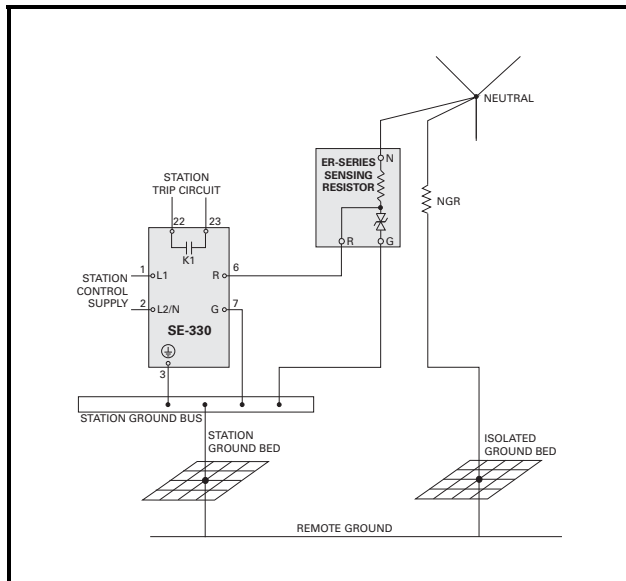 NEUTRAL
ER-SERIES
SENSING
RESISTOR
N
R
G
NGR
STATION
TRIP CIRCUIT
22
23
K1
STATION
CONTROL
SUPPLY
1
L1
2
L2/N
R
6
G
7
SE-330
3
STATION GROUND BUS
STATION
GROUND BED
ISOLATED
GROUND BED
REMOTE GROUND